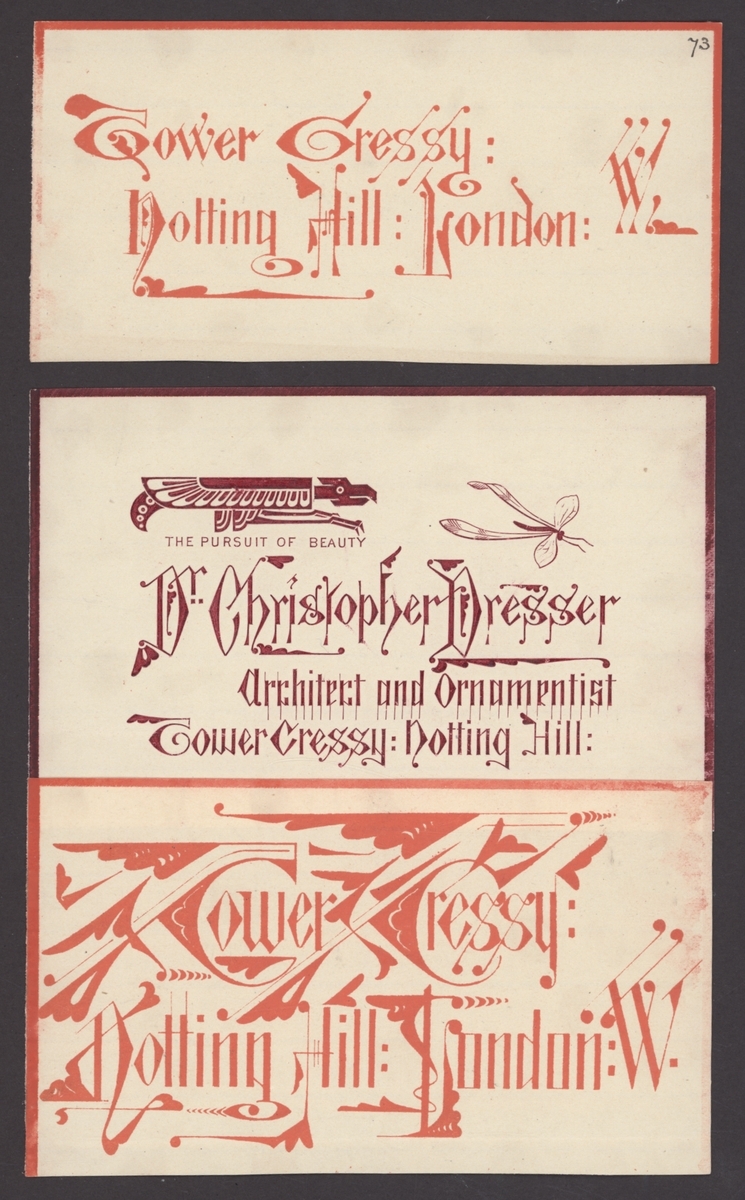 73
Tower Cressy: W.
Notting Hill: London:
THE PURSUIT OF BEAUTY
Dr. Christopher Dresser
Architect and Ornamentist
Tower Cressy: Notting Hill:
Tower Cressy:
Notting Hill: London: W.